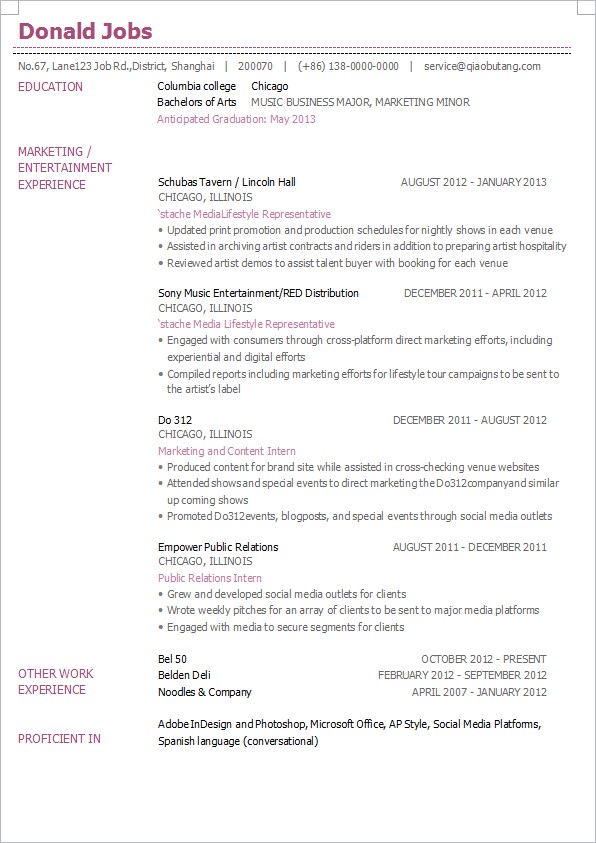 Donald Jobs
No.67, Lane123 Job Rd.,District, Shanghai | 200070 | (+86) 138-0000-0000 | service@qiaobutang.com
EDUCATION
Columbia college Chicago
Bachelors of Arts MUSIC BUSINESS MAJOR, MARKETING MINOR
Anticipated Graduation: May 2013
MARKETING /
ENTERTAINMENT
EXPERIENCE
Schubas Tavern / Lincoln Hall AUGUST 2012 - JANUARY 2013
CHICAGO, ILLINOIS
'stache MediaLifestyle Representative
• Updated print promotion and production schedules for nightly shows in each venue
• Assisted in archiving artist contracts and riders in addition to preparing artist hospitality
• Reviewed artist demos to assist talent buyer with booking for each venue
Sony Music Entertainment/RED Distribution DECEMBER 2011 - APRIL 2012
CHICAGO, ILLINOIS
'stache Media Lifestyle Representative
• Engaged with consumers through cross-platform direct marketing efforts, including
experiential and digital efforts
• Compiled reports including marketing efforts for lifestyle tour campaigns to be sent to
the artist's label
Do 312 DECEMBER 2011 - AUGUST 2012
CHICAGO, ILLINOIS
Marketing and Content Intern
• Produced content for brand site while assisted in cross-checking venue websites
• Attended shows and special events to direct marketing the Do312companyand similar
up coming shows
• Promoted Do312events, blogposts, and special events through social media outlets
Empower Public Relations AUGUST 2011 - DECEMBER 2011
CHICAGO, ILLINOIS
Public Relations Intern
• Grew and developed social media outlets for clients
• Wrote weekly pitches for an array of clients to be sent to major media platforms
• Engaged with media to secure segments for clients
OTHER WORK
EXPERIENCE
Bel 50 OCTOBER 2012 - PRESENT
Belden Deli FEBRUARY 2012 - SEPTEMBER 2012
Noodles & Company APRIL 2007 - JANUARY 2012
PROFICIENT IN
Adobe InDesign and Photoshop, Microsoft Office, AP Style, Social Media Platforms,
Spanish language (conversational)